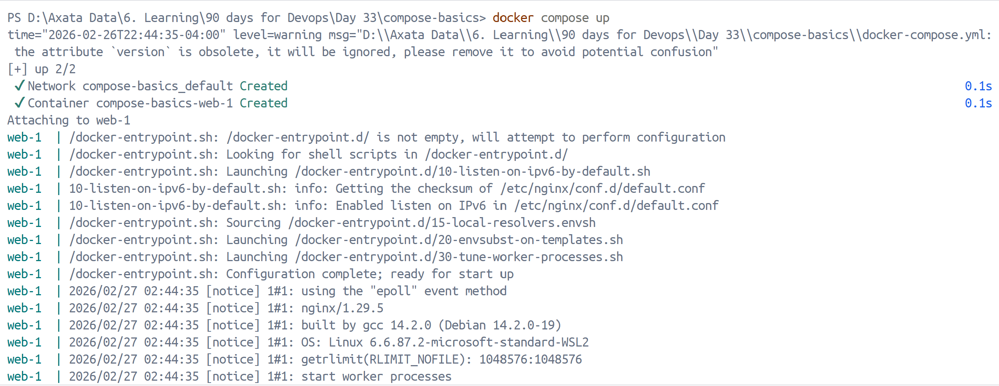 PS D:\Axata Data\6. Learning\90 days for Devops\Day 33\compose-basics> docker compose up
time="2026-02-26T22:44:35-04:00" level=warning msg="D:\\Axata Data\\6. Learning\\90 days for Devops\\Day 33\\compose-basics\\docker-compose.yml:
 the attribute `version` is obsolete, it will be ignored, please remove it to avoid potential confusion"
[+] up 2/2
 ✓Network compose-basics_default Created 0.1s
 ✓Container compose-basics-web-1 Created 0.1s
Attaching to web-1
web-1  | /docker-entrypoint.sh: /docker-entrypoint.d/ is not empty, will attempt to perform configuration
web-1  | /docker-entrypoint.sh: Looking for shell scripts in /docker-entrypoint.d/
web-1  | /docker-entrypoint.sh: Launching /docker-entrypoint.d/10-listen-on-ipv6-by-default.sh
web-1  | 10-listen-on-ipv6-by-default.sh: info: Getting the checksum of /etc/nginx/conf.d/default.conf
web-1  | 10-listen-on-ipv6-by-default.sh: info: Enabled listen on IPv6 in /etc/nginx/conf.d/default.conf
web-1  | /docker-entrypoint.sh: Sourcing /docker-entrypoint.d/15-local-resolvers.envsh
web-1  | /docker-entrypoint.sh: Launching /docker-entrypoint.d/20-envsubst-on-templates.sh
web-1  | /docker-entrypoint.sh: Launching /docker-entrypoint.d/30-tune-worker-processes.sh
web-1  | /docker-entrypoint.sh: Configuration complete; ready for start up
web-1  | 2026/02/27 02:44:35 [notice] 1#1: using the "epoll" event method
web-1  | 2026/02/27 02:44:35 [notice] 1#1: nginx/1.29.5
web-1  | 2026/02/27 02:44:35 [notice] 1#1: built by gcc 14.2.0 (Debian 14.2.0-19)
web-1  | 2026/02/27 02:44:35 [notice] 1#1: OS: Linux 6.6.87.2-microsoft-standard-WSL2
web-1  | 2026/02/27 02:44:35 [notice] 1#1: getrlimit(RLIMIT_NOFILE): 1048576:1048576
web-1  | 2026/02/27 02:44:35 [notice] 1#1: start worker processes